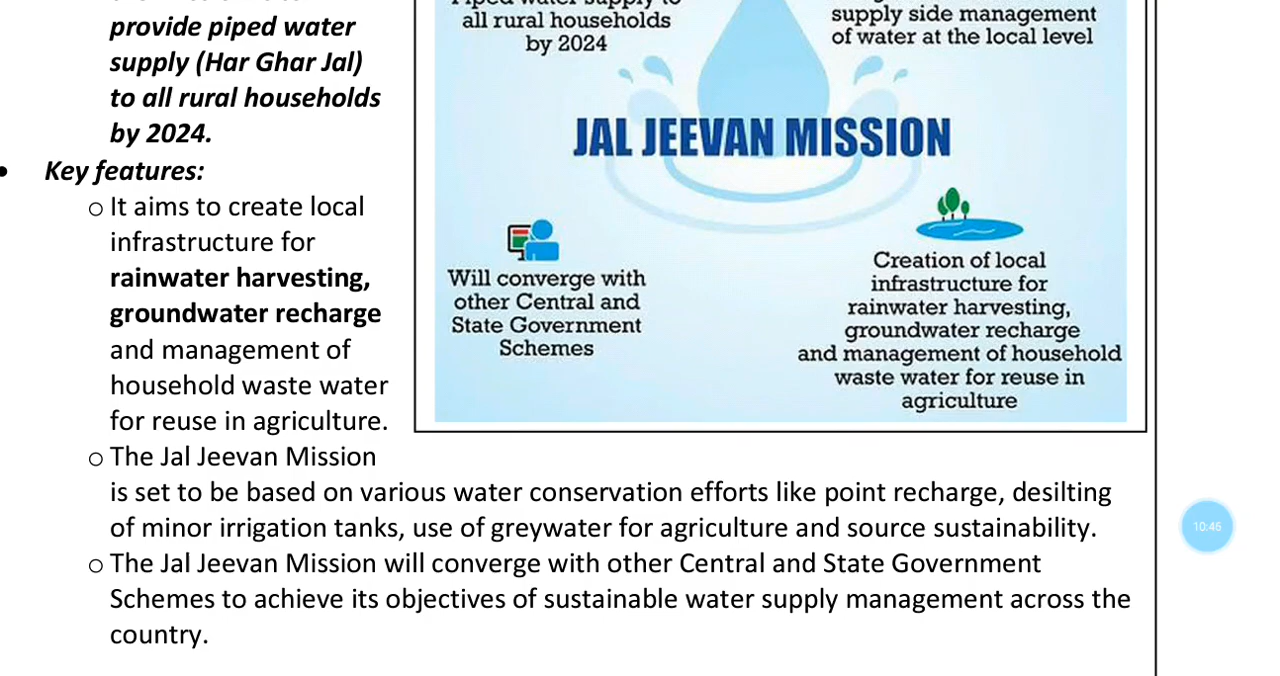 provide piped water
supply (Har Ghar Jal)
to all rural households
by 2024.
• Key features:
o It aims to create local
infrastructure for
rainwater harvesting,
groundwater recharge
and management of
household waste water
for reuse in agriculture.
all rural households
by 2024
supply side management
of water at the local level
JAL JEEVAN MISSION
Will converge with
other Central and
State Government
Schemes
Creation of local
infrastructure for
rainwater harvesting,
groundwater recharge
and management of household
waste water for reuse in
agriculture
o The Jal Jeevan Mission
is set to be based on various water conservation efforts like point recharge, desilting
of minor irrigation tanks, use of greywater for agriculture and source sustainability.
o The Jal Jeevan Mission will converge with other Central and State Government
Schemes to achieve its objectives of sustainable water supply management across the
country.
10:46